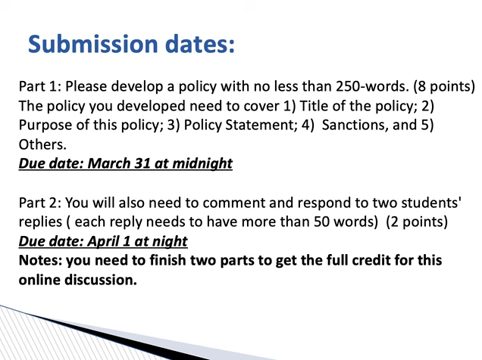 Submission dates:
Part 1: Please develop a policy with no less than 250-words. (8 points)
The policy you developed need to cover 1) Title of the policy; 2)
Purpose of this policy; 3) Policy Statement; 4) Sanctions, and 5)
Others.
Due date: March 31 at midnight
Part 2: You will also need to comment and respond to two students'
replies ( each reply needs to have more than 50 words) (2 points)
Due date: April 1 at night
Notes: you need to finish two parts to get the full credit for this
online discussion.